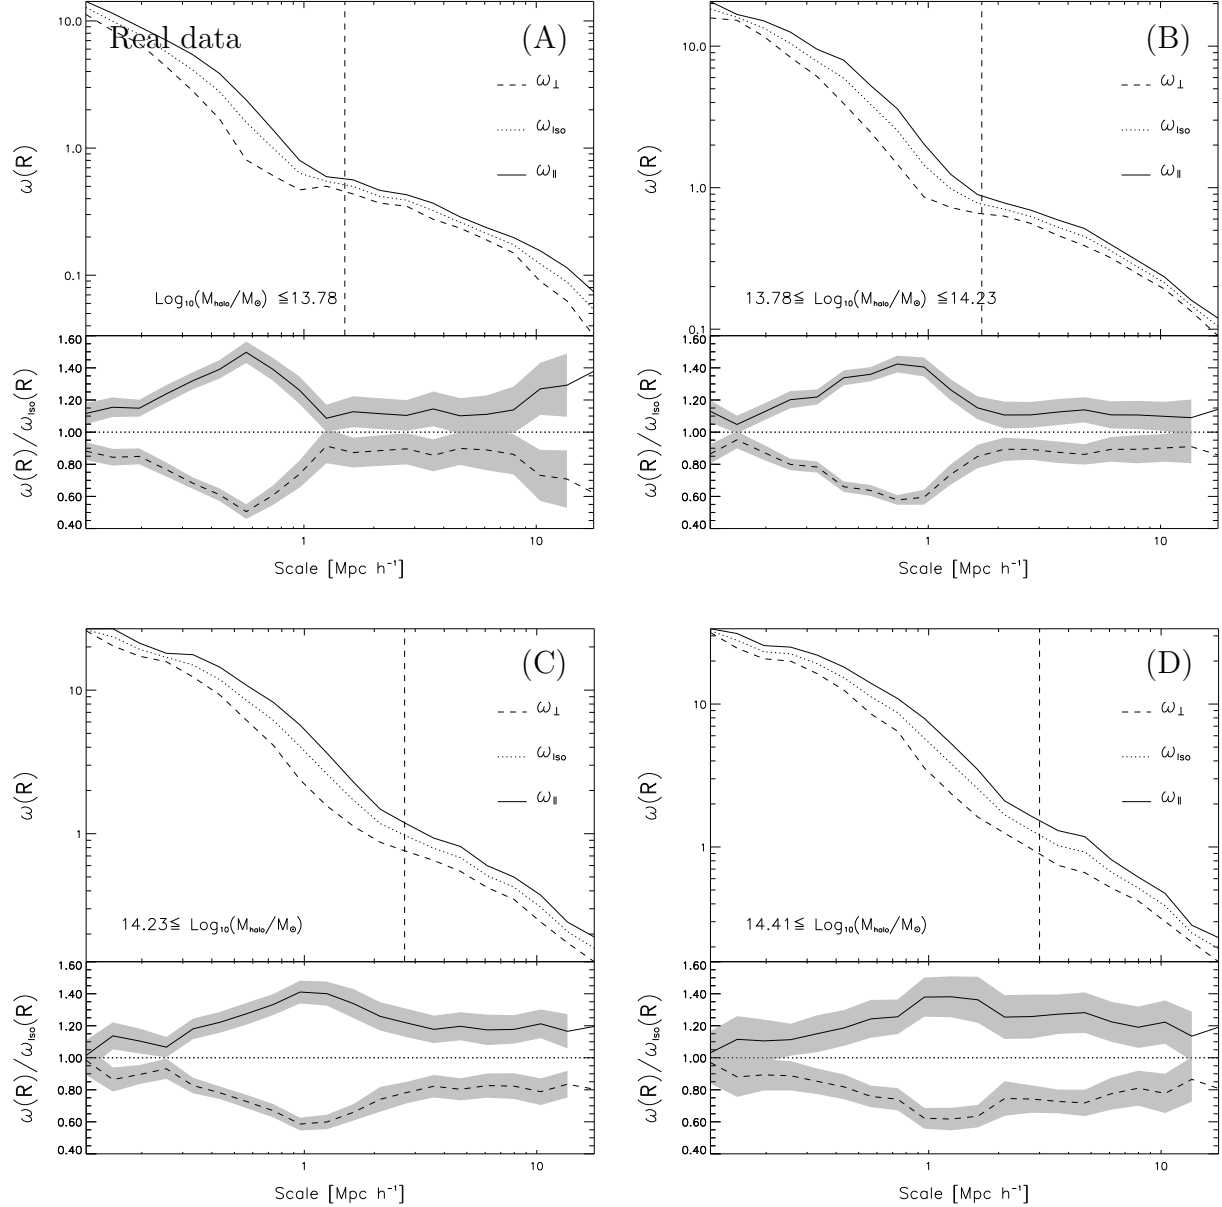 Real data
(A)
10.0
1.0
0.1
ω(R)
ω⊥
ωIso
ω∥
Log₁₀(Mhalo/M⊙) ≦13.78
1.60
1.40
1.20
1.00
0.80
0.60
0.40
ω(R)/ωIso(R)
1
10
Scale [Mpc h⁻¹]
(B)
10.0
1.0
0.1
ω(R)
ω⊥
ωIso
ω∥
13.78≦ Log₁₀(Mhalo/M⊙) ≦14.23
1.60
1.40
1.20
1.00
0.80
0.60
0.40
ω(R)/ωIso(R)
1
10
Scale [Mpc h⁻¹]
(C)
10
1
ω(R)
ω⊥
ωIso
ω∥
14.23≦ Log₁₀(Mhalo/M⊙)
1.60
1.40
1.20
1.00
0.80
0.60
0.40
ω(R)/ωIso(R)
1
10
Scale [Mpc h⁻¹]
(D)
10
1
ω(R)
ω⊥
ωIso
ω∥
14.41≦ Log₁₀(Mhalo/M⊙)
1.60
1.40
1.20
1.00
0.80
0.60
0.40
ω(R)/ωIso(R)
1
10
Scale [Mpc h⁻¹]